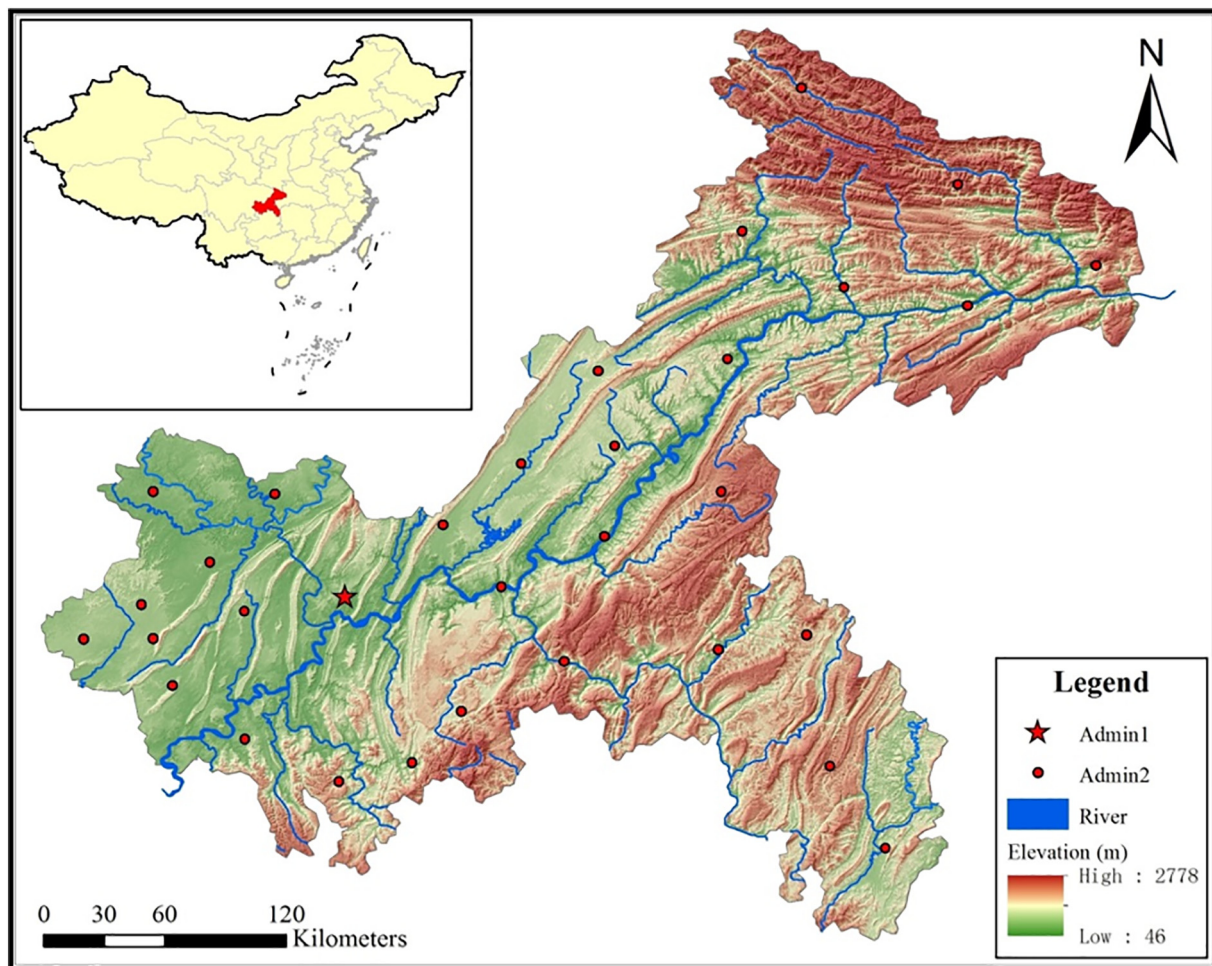 N
Legend
Admin1
Admin2
River
Elevation (m)
High : 2778
Low : 46
0 30 60 120
Kilometers